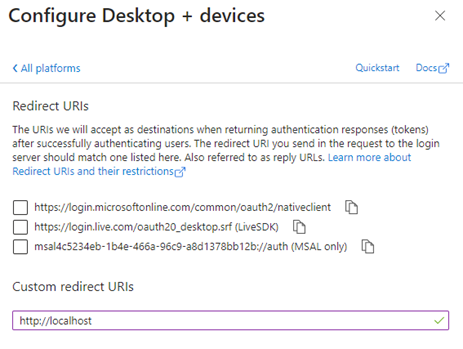 Configure Desktop + devices
All platforms
Quickstart
Docs
Redirect URIs
The URIs we will accept as destinations when returning authentication responses (tokens)
after successfully authenticating users. The redirect URI you send in the request to the login
server should match one listed here. Also referred to as reply URLs. Learn more about
Redirect URIs and their restrictions
https://login.microsoftonline.com/common/oauth2/nativeclient
https://login.live.com/oauth20_desktop.srf (LiveSDK)
msal4c5234eb-1b4e-466a-96c9-a8d1378bb12b://auth (MSAL only)
Custom redirect URIs
http://localhost